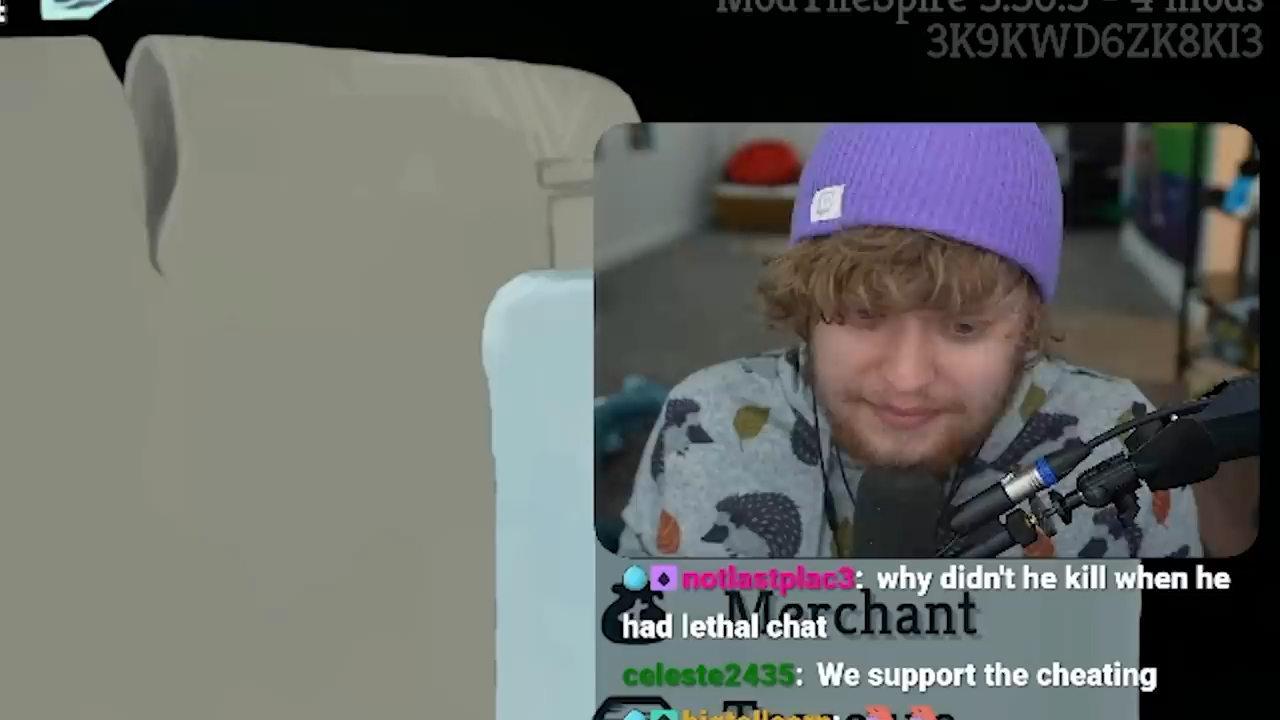 ModTheSpire 3.30.3 - 4 mods
3K9KWD6ZK8KI3
notlastplac3: why didn't he kill when he
had lethal chat
Merchant
celeste2435: We support the cheating